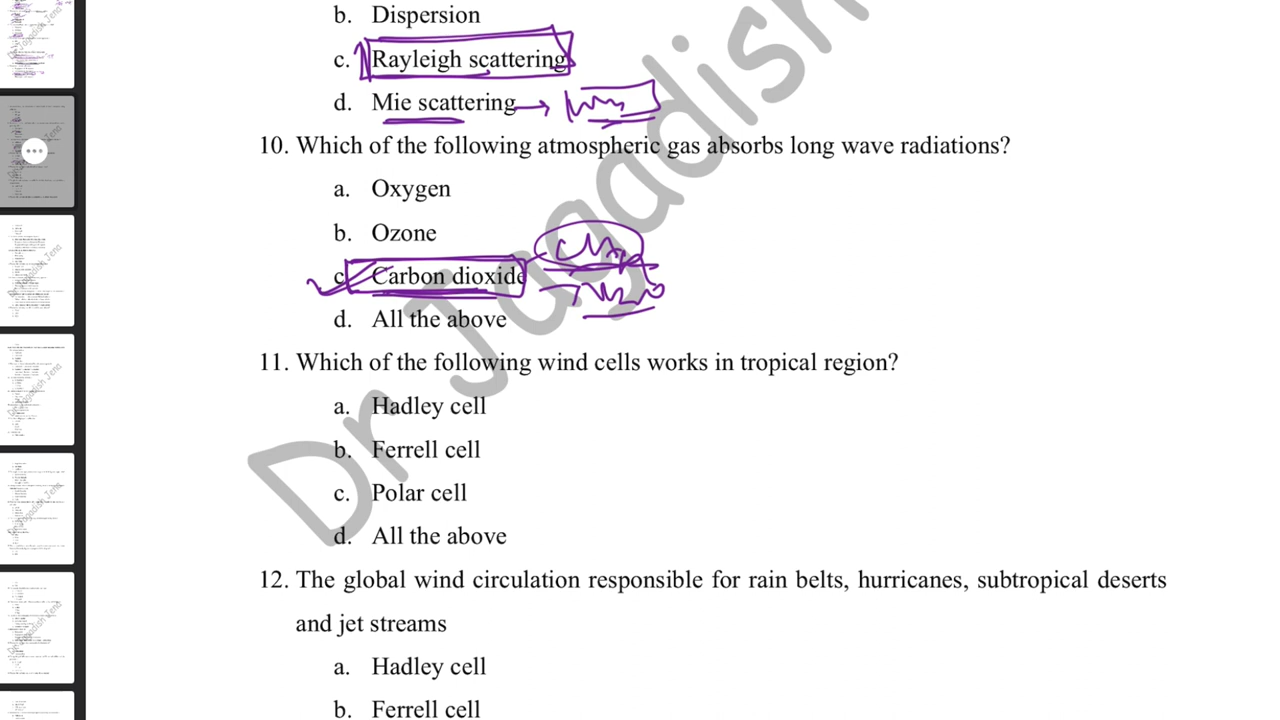 b. Dispersion
c. Rayleigh scattering
d. Mie scattering
10. Which of the following atmospheric gas absorbs long wave radiations?
a. Oxygen
b. Ozone
c. Carbon dioxide
d. All the above
11. Which of the following wind cells works in tropical region?
a. Hadley cell
b. Ferrell cell
c. Polar cell
d. All the above
12. The global wind circulation responsible for rain belts, hurricanes, subtropical deserts
and jet streams
a. Hadley cell
b. Ferrell cell
Dr Jagadish